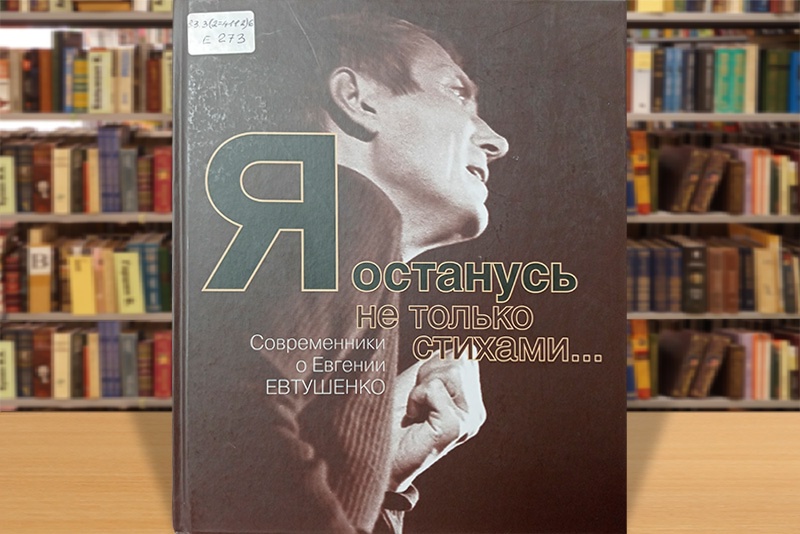 Е 273
Я останусь
не только
стихами...
Современники
о Евгении
ЕВТУШЕНКО